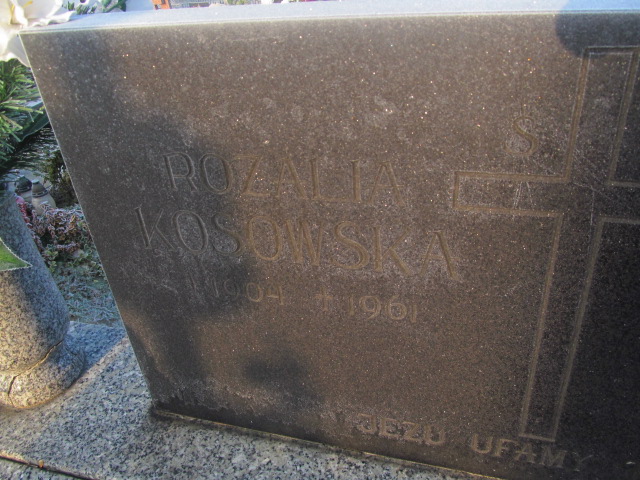 Ś
A
ROZALIA
KOSOWSKA
* 1904 ✝ 1961
JEZU UFAMY